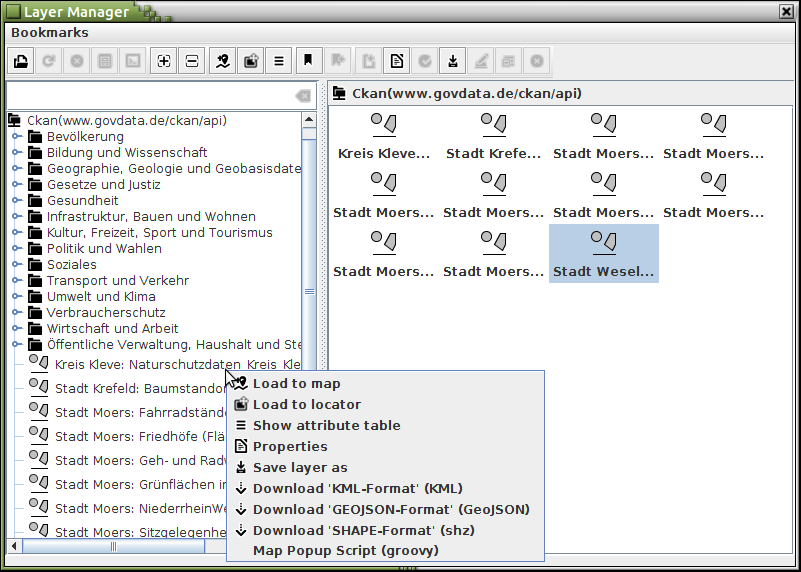 Layer Manager
Bookmarks
Ckan(www.govdata.de/ckan/api)
Bevölkerung
Bildung und Wissenschaft
Geographie, Geologie und Geobasisdate
Gesetze und Justiz
Gesundheit
Infrastruktur, Bauen und Wohnen
Kultur, Freizeit, Sport und Tourismus
Politik und Wahlen
Soziales
Transport und Verkehr
Umwelt und Klima
Verbraucherschutz
Wirtschaft und Arbeit
Öffentliche Verwaltung, Haushalt und Ste
Kreis Kleve: Naturschutzdaten Kreis Kle
Stadt Krefeld: Baumstandor
Stadt Moers: Fahrradstände
Stadt Moers: Friedhöfe (Flä
Stadt Moers: Geh- und Radw
Stadt Moers: Grünflächen in
Stadt Moers: NiederrheinWe
Stadt Moers: Sitzgelegenhe
Ckan(www.govdata.de/ckan/api)
Kreis Kleve... Stadt Krefe... Stadt Moers... Stadt Moers...
Stadt Moers... Stadt Moers... Stadt Moers... Stadt Moers...
Stadt Moers... Stadt Moers... Stadt Wesel...
Load to map
Load to locator
Show attribute table
Properties
Save layer as
Download 'KML-Format' (KML)
Download 'GEOJSON-Format' (GeoJSON)
Download 'SHAPE-Format' (shz)
Map Popup Script (groovy)